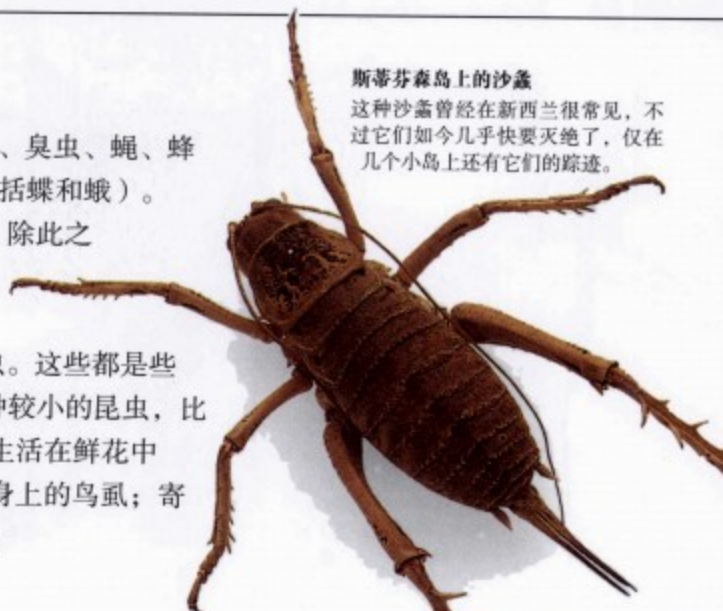 斯蒂芬森岛上的沙螽
这种沙螽曾经在新西兰很常见，不
过它们如今几乎快要灭绝了，仅在
几个小岛上还有它们的踪迹。
、臭虫、蝇、蜂
括蝶和蛾）。
除此之
。这些都是些
较小的昆虫，比
生活在鲜花中
身上的鸟虱；寄